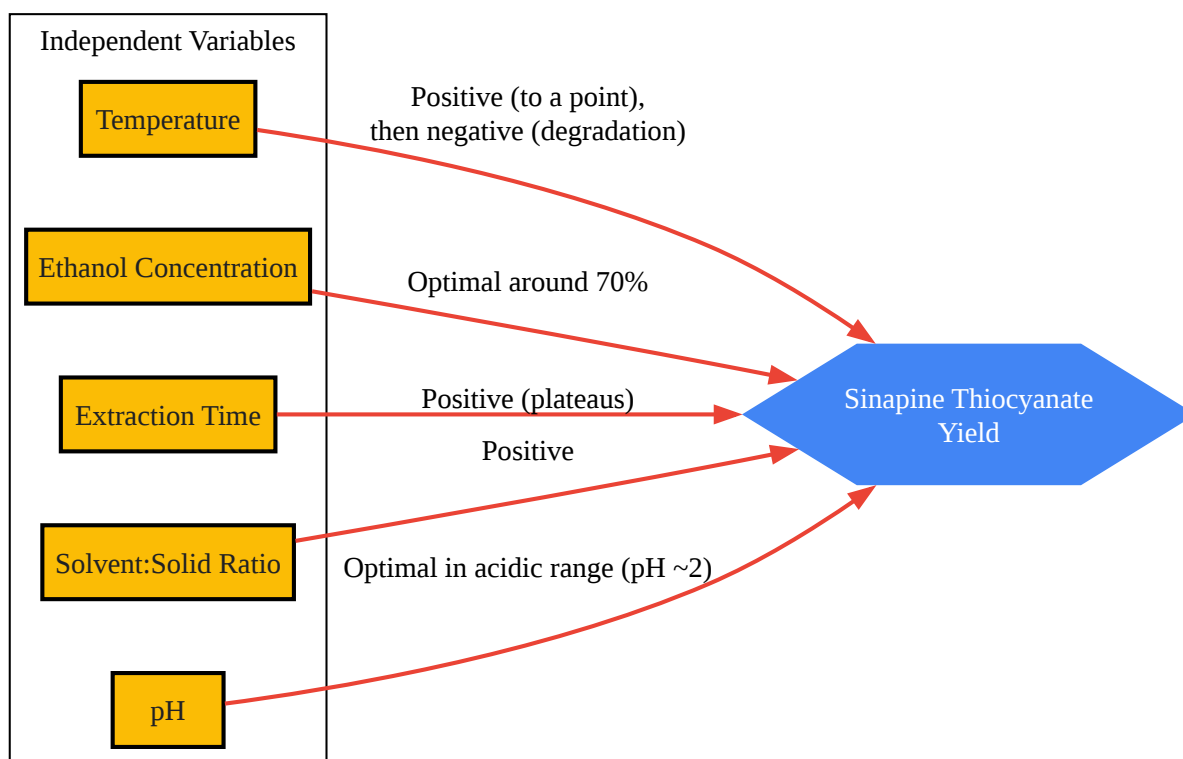 Independent Variables
Temperature
Positive (to a point),
then negative (degradation)
Ethanol Concentration
Optimal around 70%
Extraction Time
Positive (plateaus)
Sinapine Thiocyanate
Yield
Positive
Solvent:Solid Ratio
Optimal in acidic range (pH ~2)
pH